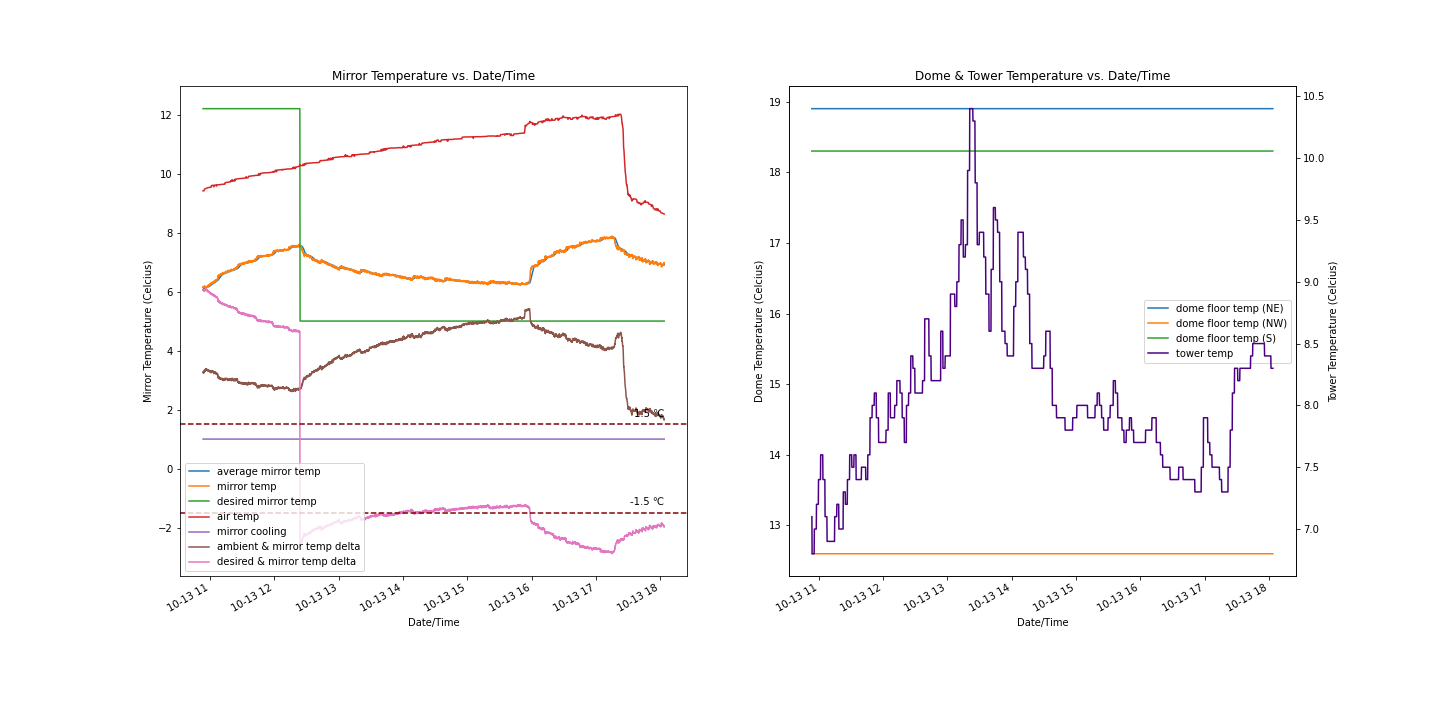 Mirror Temperature vs. Date/Time
Mirror Temperature (Celcius)
12
10
8
6
4
2
0
−2
1.5 °C
-1.5 °C
average mirror temp
mirror temp
desired mirror temp
air temp
mirror cooling
ambient & mirror temp delta
desired & mirror temp delta
10-13 11
10-13 12
10-13 13
10-13 14
10-13 15
10-13 16
10-13 17
10-13 18
Date/Time
Dome & Tower Temperature vs. Date/Time
Dome Temperature (Celcius)
19
18
17
16
15
14
13
dome floor temp (NE)
dome floor temp (NW)
dome floor temp (S)
tower temp
10.5
10.0
9.5
9.0
8.5
8.0
7.5
7.0
Tower Temperature (Celcius)
10-13 11
10-13 12
10-13 13
10-13 14
10-13 15
10-13 16
10-13 17
10-13 18
Date/Time